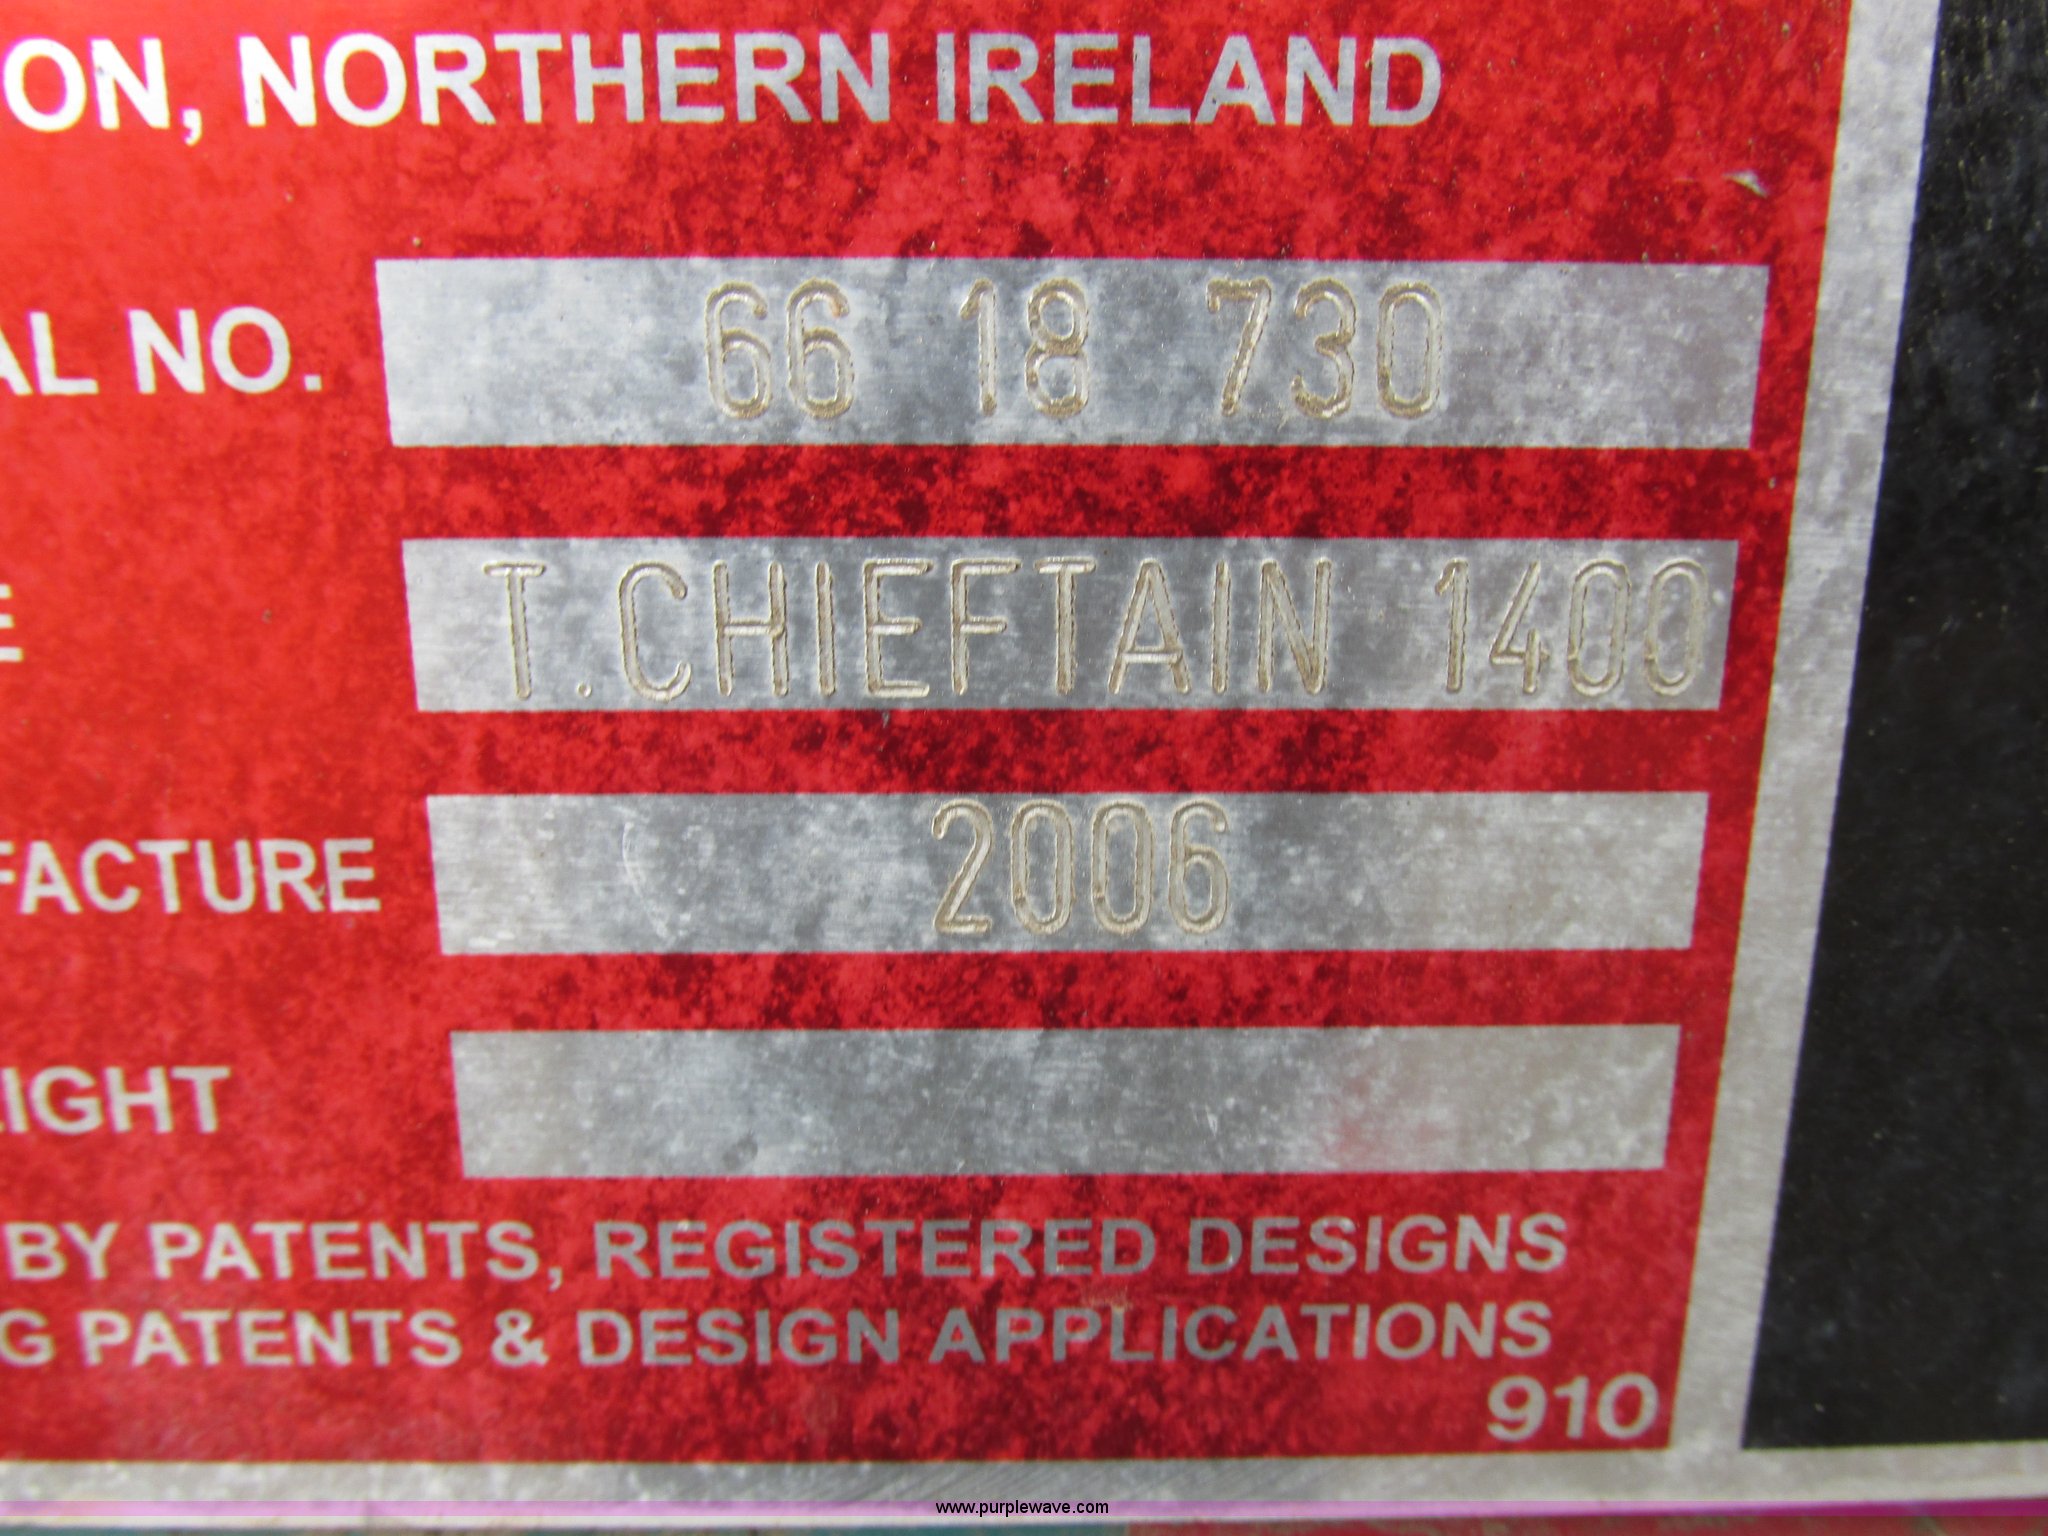 ON, NORTHERN IRELAND
AL NO. 66 18 730
E T.CHIEFTAIN 1400
FACTURE 2006
IGHT
BY PATENTS, REGISTERED DESIGNS
G PATENTS & DESIGN APPLICATIONS
910
www.purplewave.com